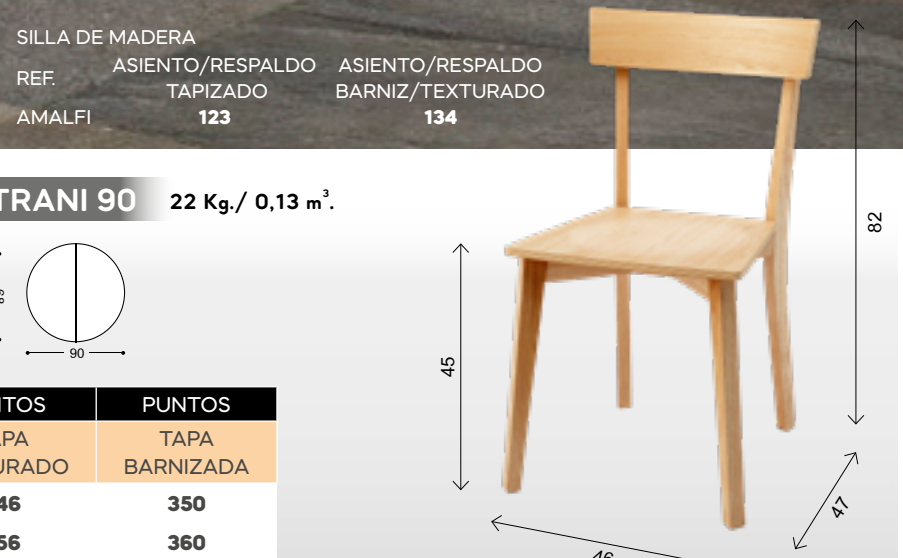 SILLA DE MADERA
REF. ASIENTO/RESPALDO TAPIZADO ASIENTO/RESPALDO BARNIZ/TEXTURADO
AMALFI 123 134
TRANI 90 22 Kg./ 0,13 m³.
90
PUNTOS
TAPA
BARNIZADA
350
360
82
45
47
46